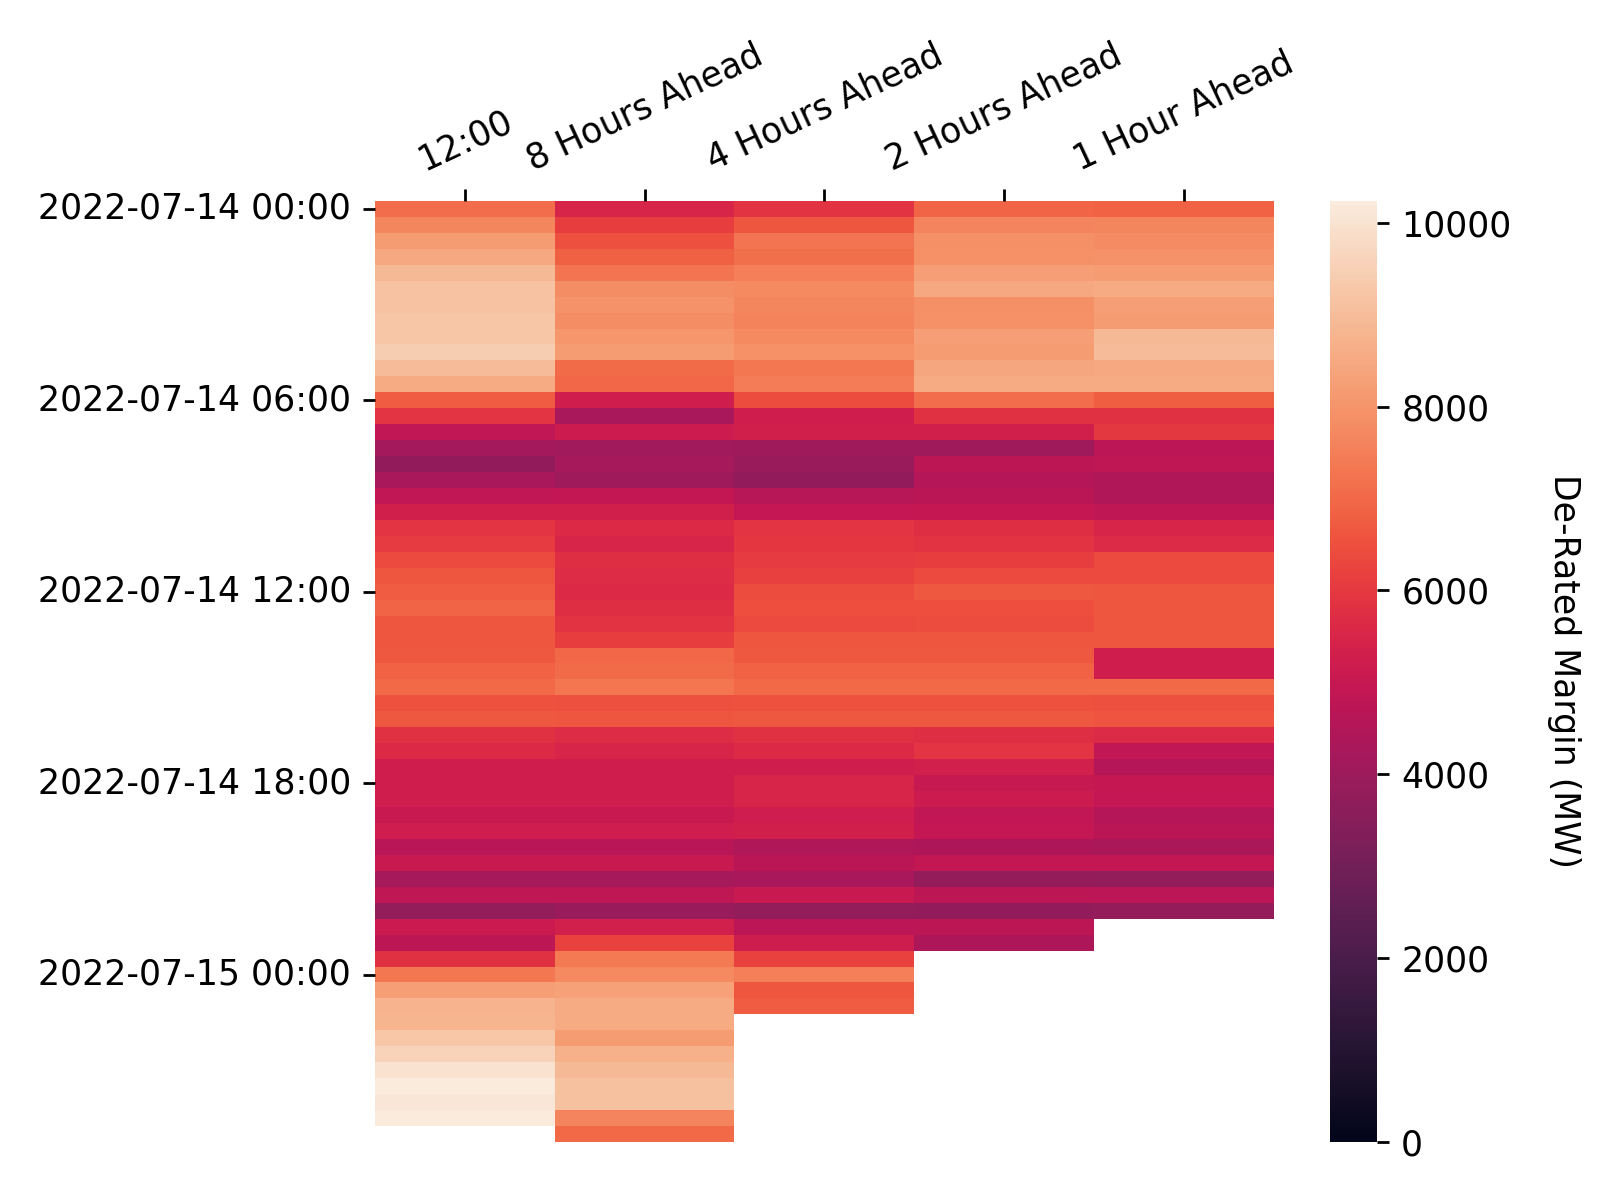 12:00
8 Hours Ahead
4 Hours Ahead
2 Hours Ahead
1 Hour Ahead
2022-07-14 00:00
2022-07-14 06:00
2022-07-14 12:00
2022-07-14 18:00
2022-07-15 00:00
10000
8000
6000
4000
2000
0
De-Rated Margin (MW)